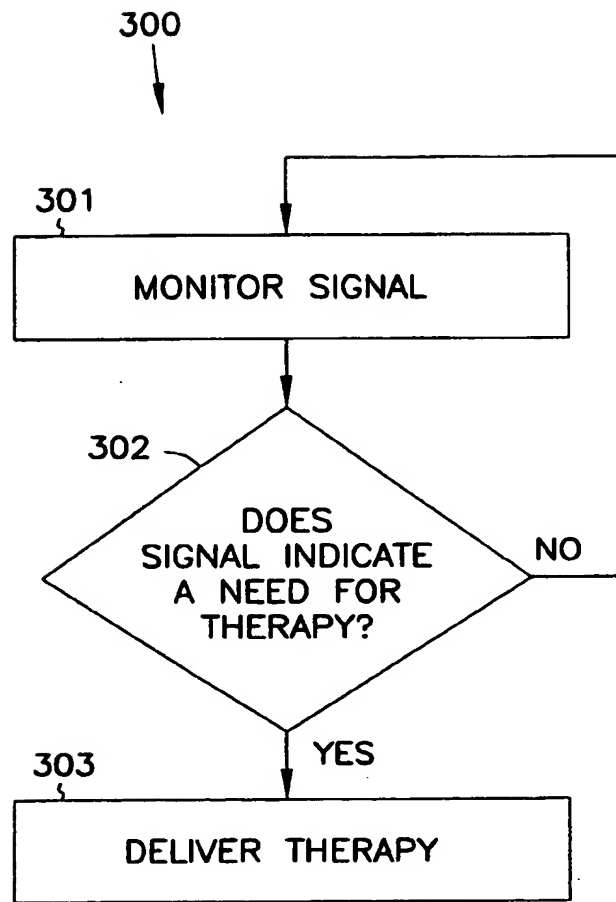 300
301
MONITOR SIGNAL
302
DOES
SIGNAL INDICATE
A NEED FOR
THERAPY?
NO
YES
303
DELIVER THERAPY